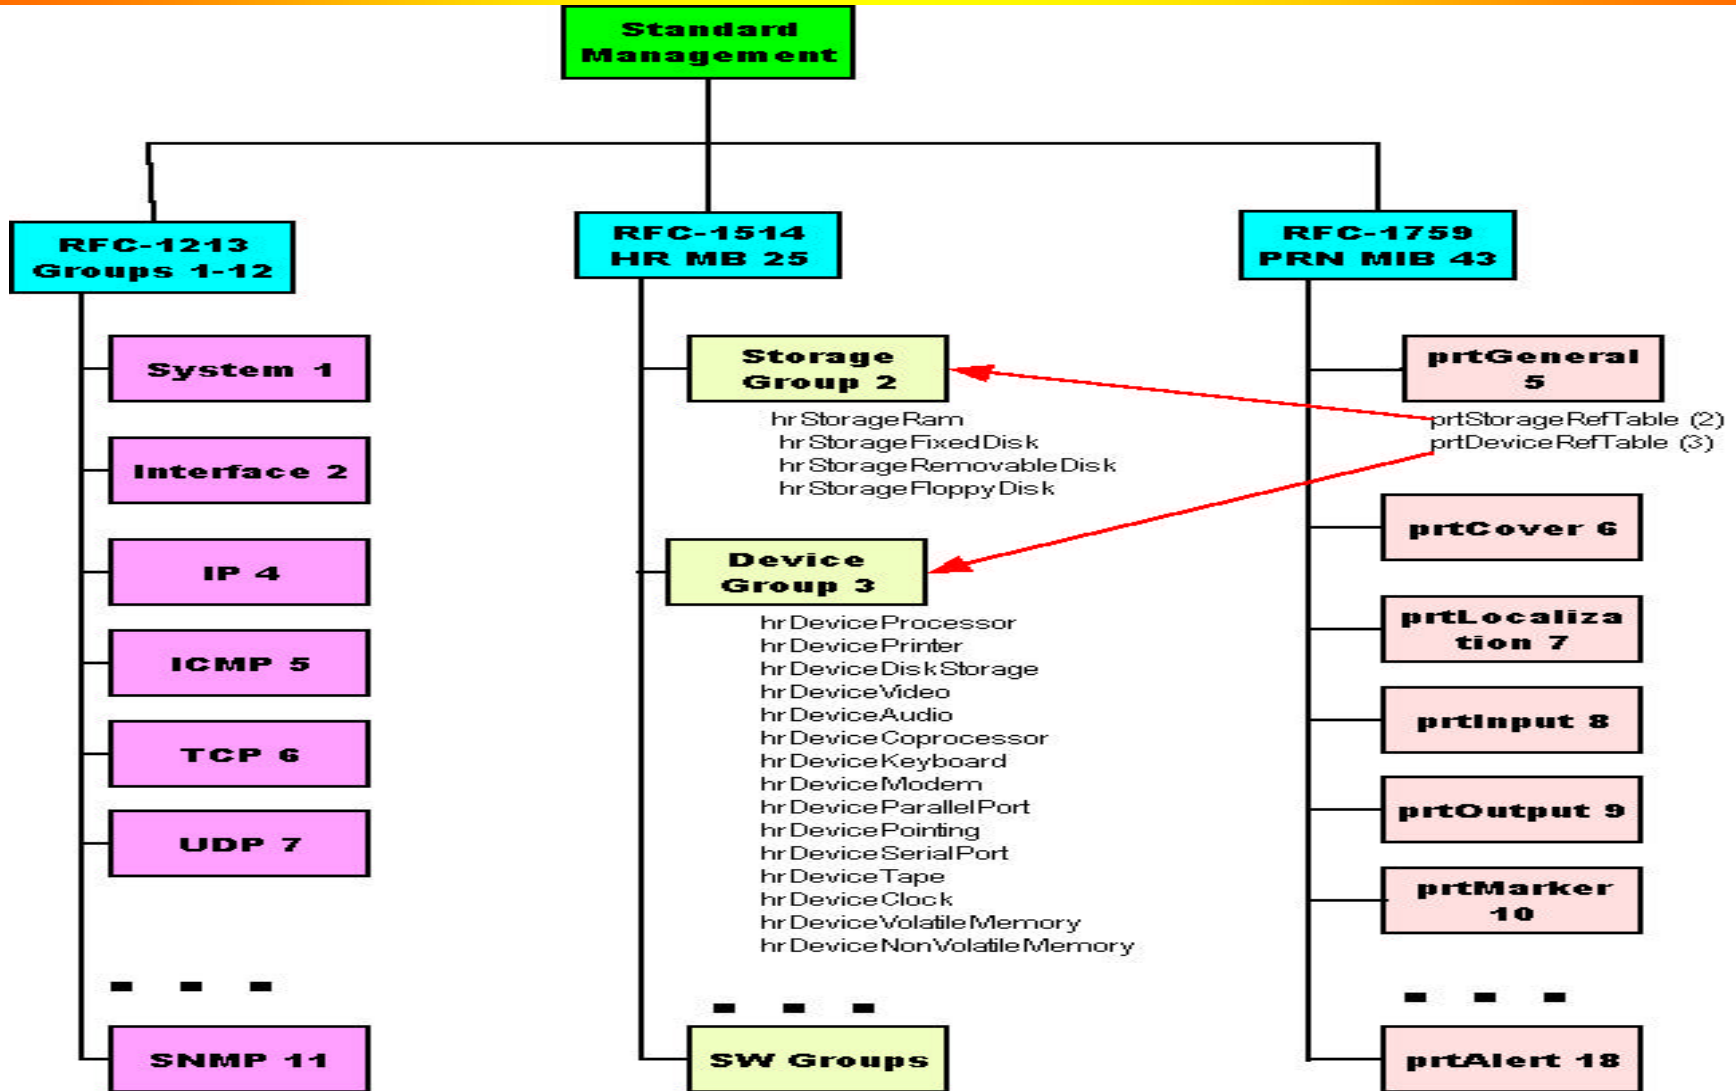 Standard
Management
RFC-1213
Groups 1-12
System 1
Interface 2
IP 4
ICMP 5
TCP 6
UDP 7
- - -
SNMP 11
RFC-1514
HR MB 25
Storage
Group 2
hrStorageRam
hrStorageFixedDisk
hrStorageRemovableDisk
hrStorageFloppyDisk
Device
Group 3
hrDeviceProcessor
hrDevicePrinter
hrDeviceDiskStorage
hrDeviceVideo
hrDeviceAudio
hrDeviceCoprocessor
hrDeviceKeyboard
hrDeviceModem
hrDeviceParallelPort
hrDevicePointing
hrDeviceSerialPort
hrDeviceTape
hrDeviceClock
hrDeviceVolatileMemory
hrDeviceNonVolatileMemory
- - -
SW Groups
RFC-1759
PRN MIB 43
prtGeneral
5
prtStorageRefTable (2)
prtDeviceRefTable (3)
prtCover 6
prtLocaliza
tion 7
prtInput 8
prtOutput 9
prtMarker
10
- - -
prtAlert 18